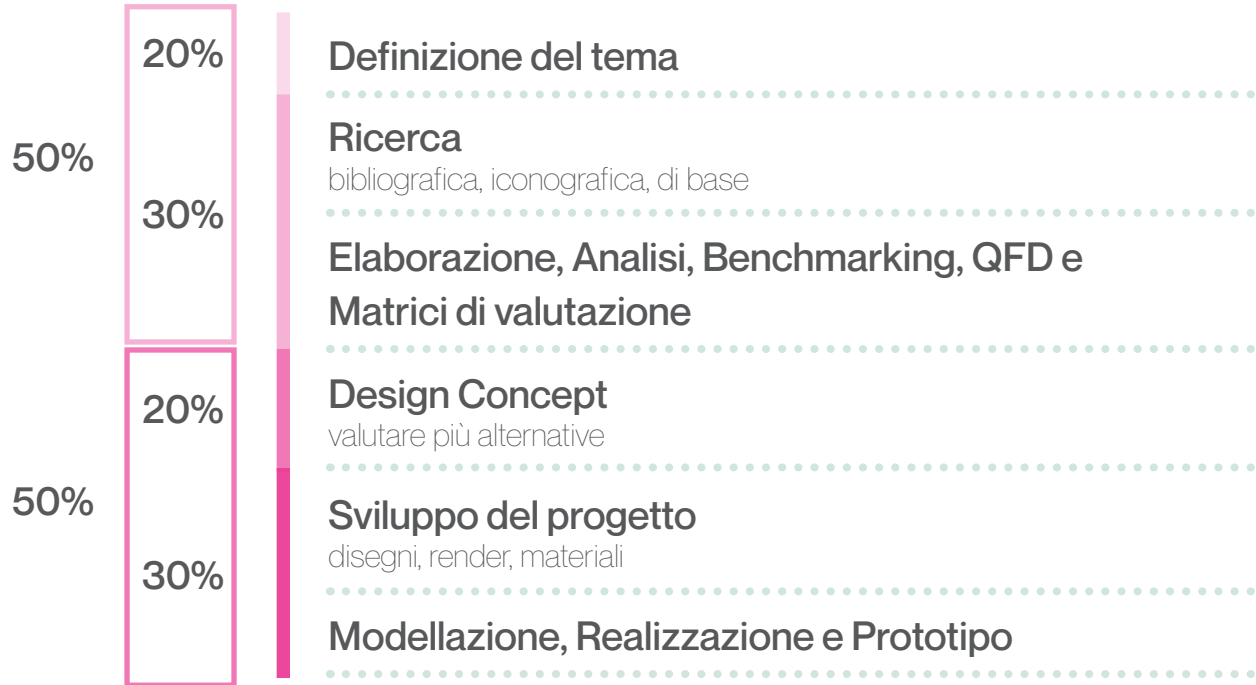 20%
Definizione del tema
50%
Ricerca
bibliografica, iconografica, di base
30%
Elaborazione, Analisi, Benchmarking, QFD e
Matrici di valutazione
20%
Design Concept
valutare più alternative
50%
Sviluppo del progetto
disegni, render, materiali
30%
Modellazione, Realizzazione e Prototipo